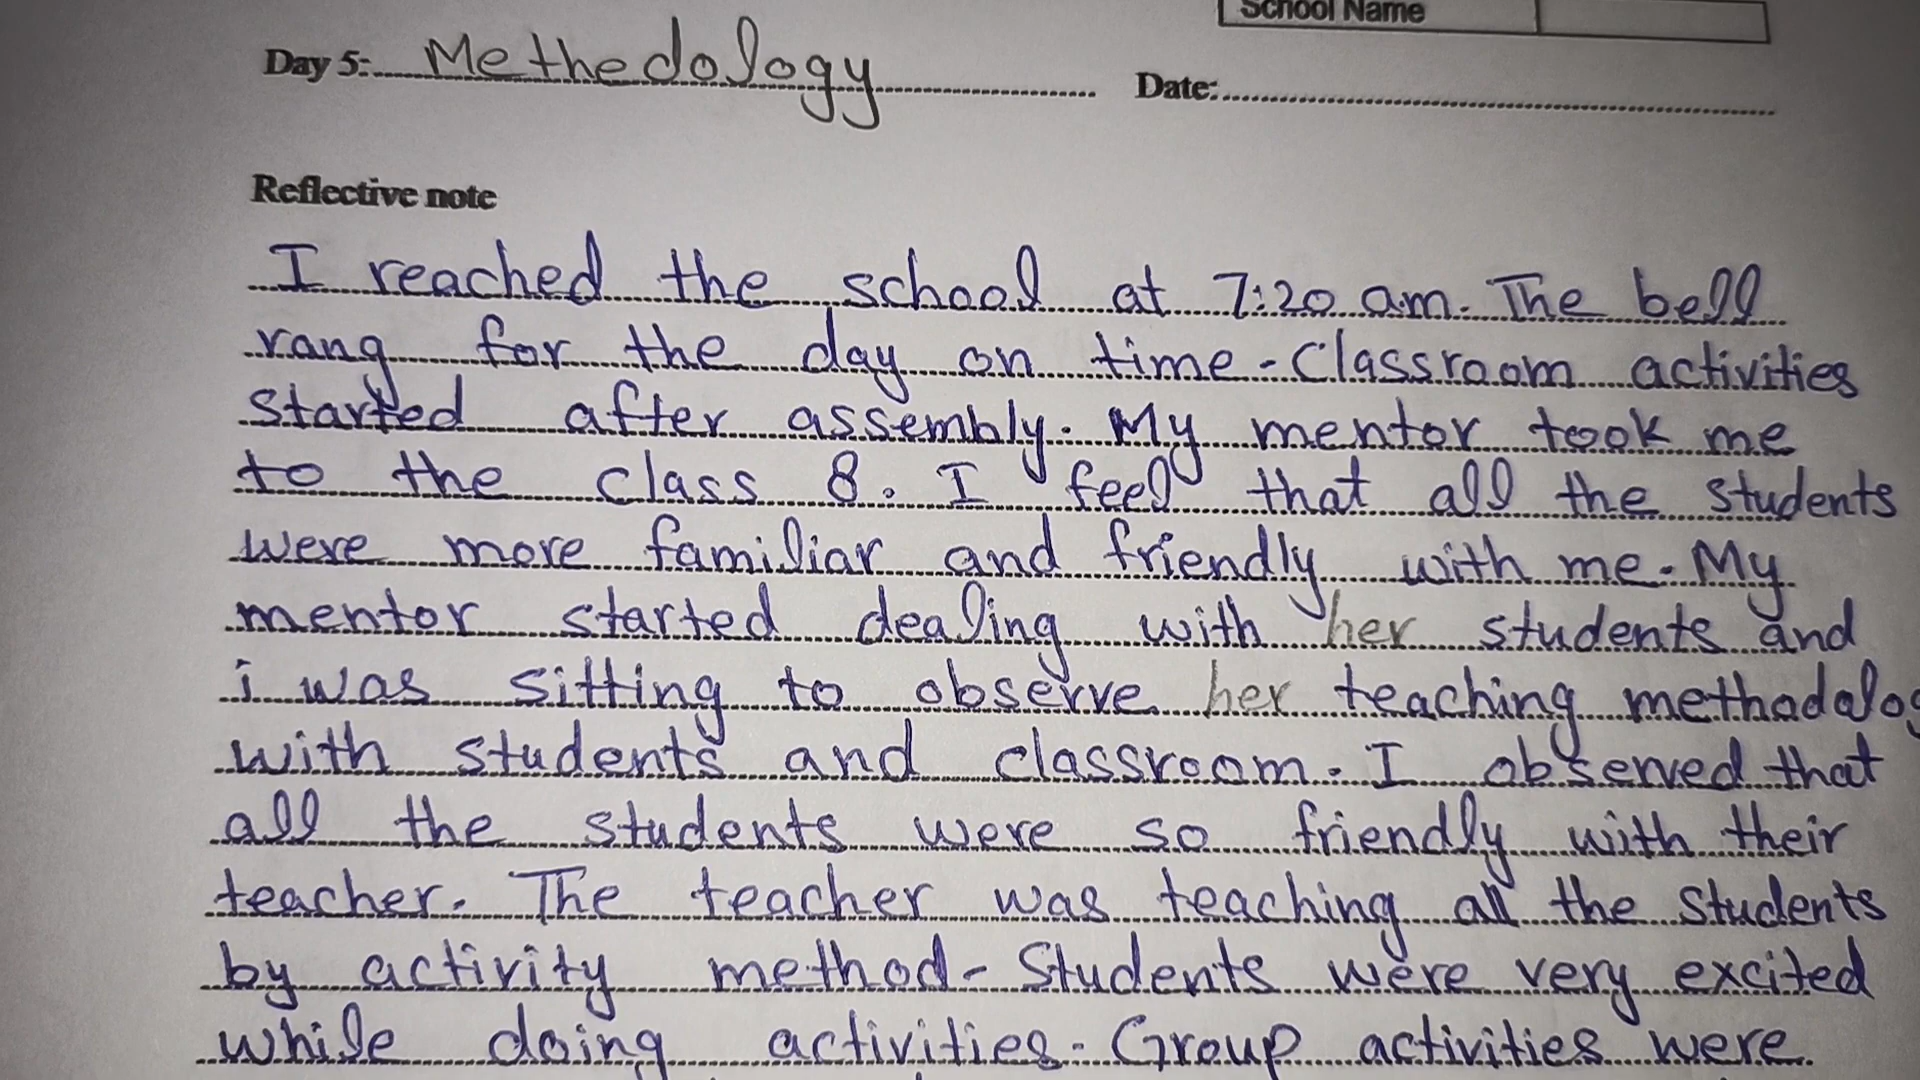 School Name
Day 5: Methedology Date:
Reflective note
I reached the school at 7:20 am. The bell
rang for the day on time. Classroom activities
started after assembly. My mentor took me
to the class 8. I feel that all the students
were more familiar and friendly with me. My
mentor started dealing with her students and
i was sitting to observe her teaching methodolog
with students and classroom. I observed that
all the students were so friendly with their
teacher. The teacher was teaching all the students
by activity method. Students were very excited
while doing activities. Group activities were